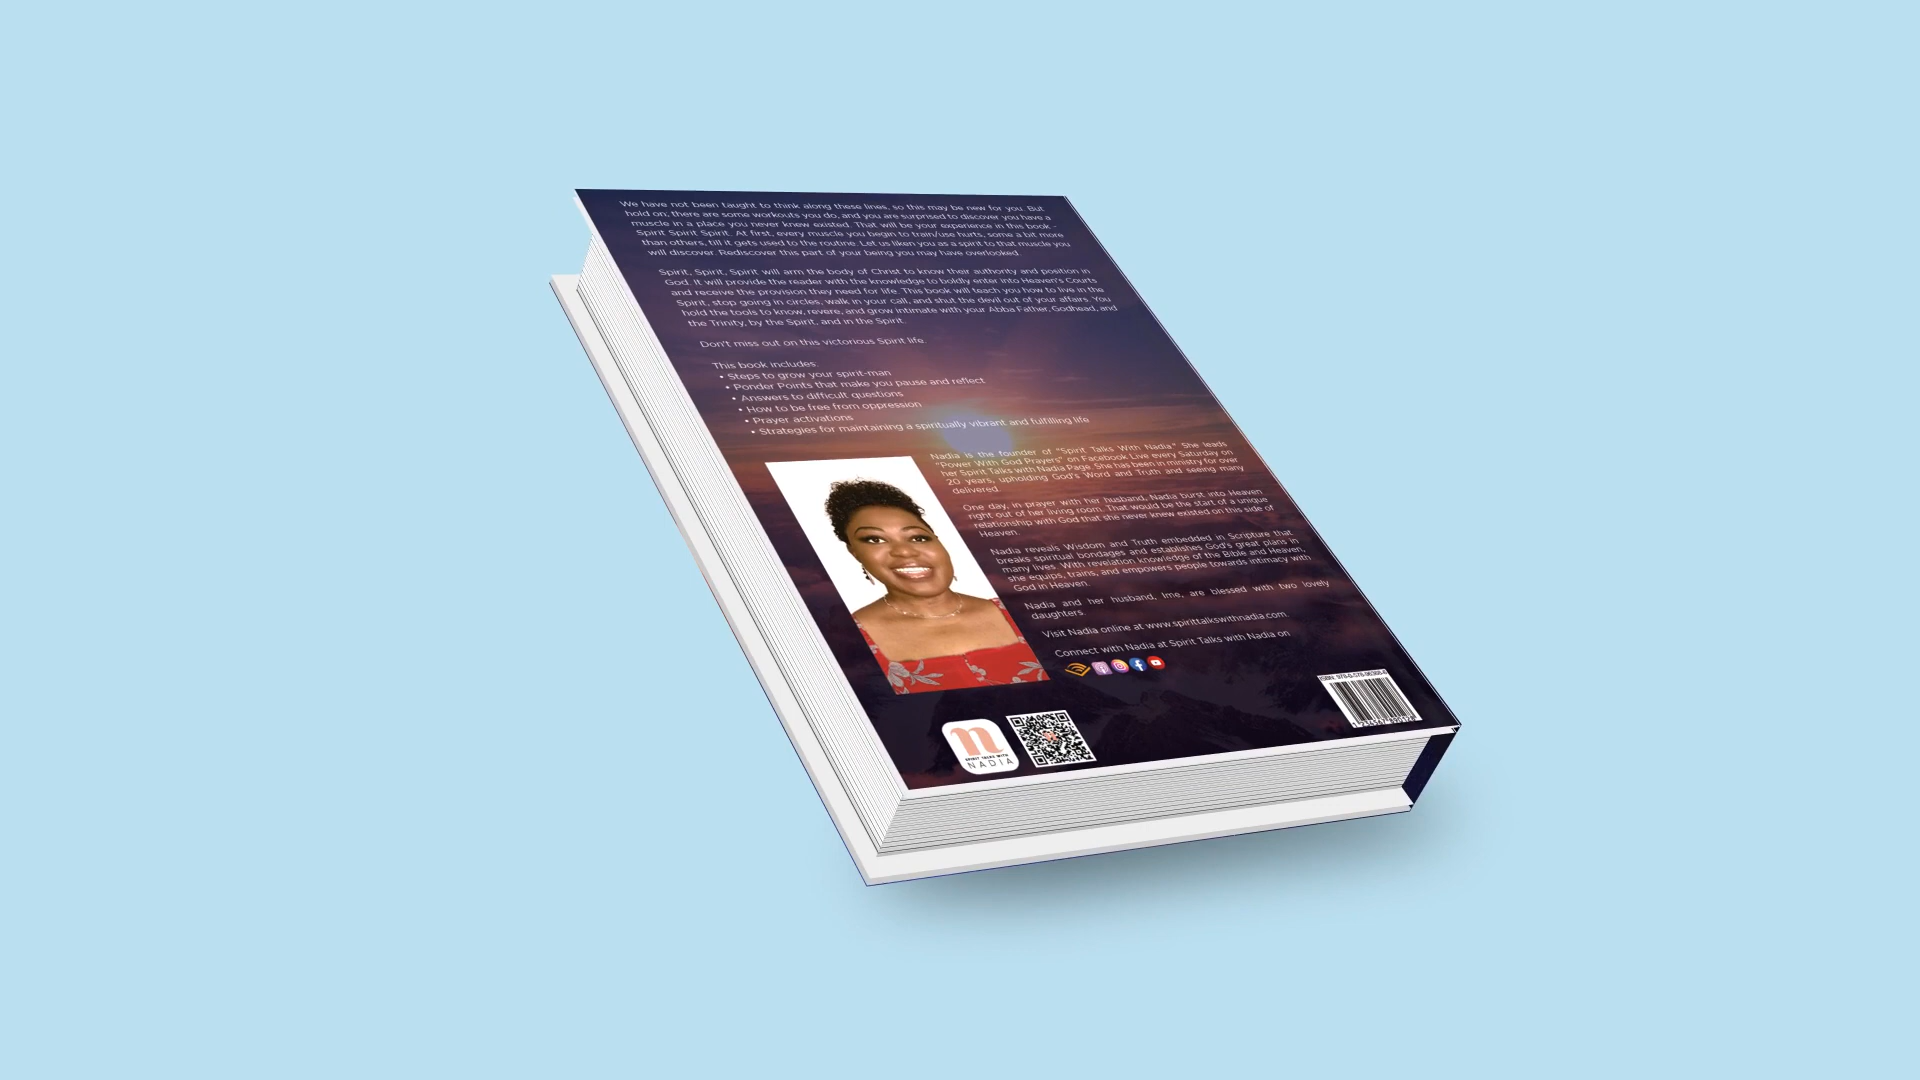 We have not been taught to think along these lines, so this may be new for you. But
hold on; there are some workouts you do, and you are surprised to discover you have a
muscle in a place you never knew existed. That will be your experience in this book -
Spirit Spirit Spirit. At first, every muscle you begin to train/use hurts, some a bit more
than others, till it gets used to the routine. Let us liken you as a spirit to that muscle you
will discover. Rediscover this part of your being you may have overlooked.
Spirit, Spirit, Spirit will arm the body of Christ to know their authority and position in
God. It will provide the reader with the knowledge to boldly enter into Heaven's Courts
and receive the provision they need for life. This book will teach you how to live in the
Spirit, stop going in circles, walk in your call, and shut the devil out of your affairs. You
hold the tools to know, revere, and grow intimate with your Abba Father, Godhead, and
the Trinity, by the Spirit, and in the Spirit.
Don't miss out on this victorious Spirit life.
This book includes:
• Steps to grow your spirit-man
• Ponder Points that make you pause and reflect
• Answers to difficult questions
• How to be free from oppression
• Prayer activations
• Strategies for maintaining a spiritually vibrant and fulfilling life
Nadia is the founder of "Spirit Talks With Nadia." She leads
"Power With God Prayers" on Facebook Live every Saturday on
her Spirit Talks with Nadia Page. She has been in ministry for over
20 years, upholding God's Word and Truth and seeing many
delivered.
One day, in prayer with her husband, Nadia burst into Heaven
right out of her living room. That would be the start of a unique
relationship with God that she never knew existed on this side of
Heaven.
Nadia reveals Wisdom and Truth embedded in Scripture that
breaks spiritual bondages and establishes God's great plans in
many lives. With revelation knowledge of the Bible and Heaven,
she equips, trains, and empowers people towards intimacy with
God in Heaven.
Nadia and her husband, Ime, are blessed with two lovely
daughters.
Visit Nadia online at www.spirittalkswithnadia.com.
Connect with Nadia at Spirit Talks with Nadia on
n
SPIRIT TALKS WITH
NADIA
ISBN